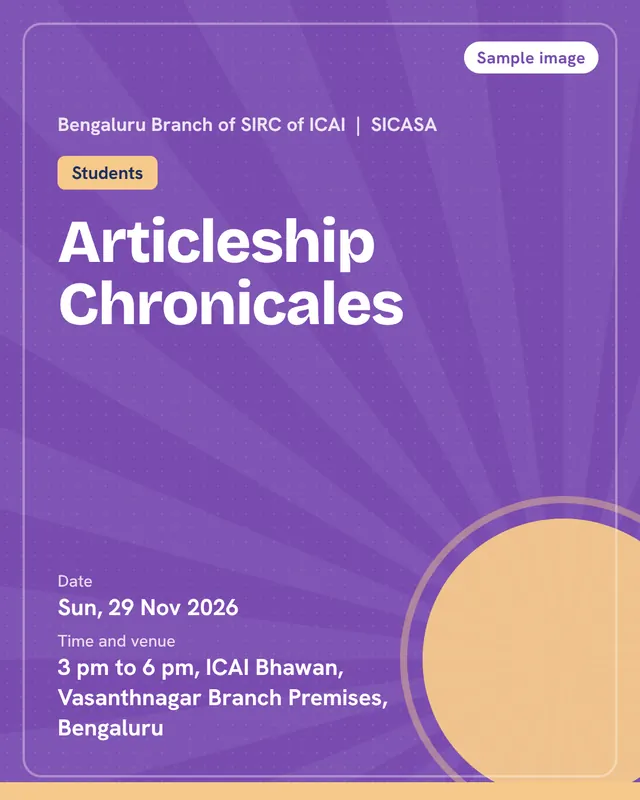 Sample image
Bengaluru Branch of SIRC of ICAI | SICASA
Students
Articleship
Chronicales
Date
Sun, 29 Nov 2026
Time and venue
3 pm to 6 pm, ICAI Bhawan,
Vasanthnagar Branch Premises,
Bengaluru